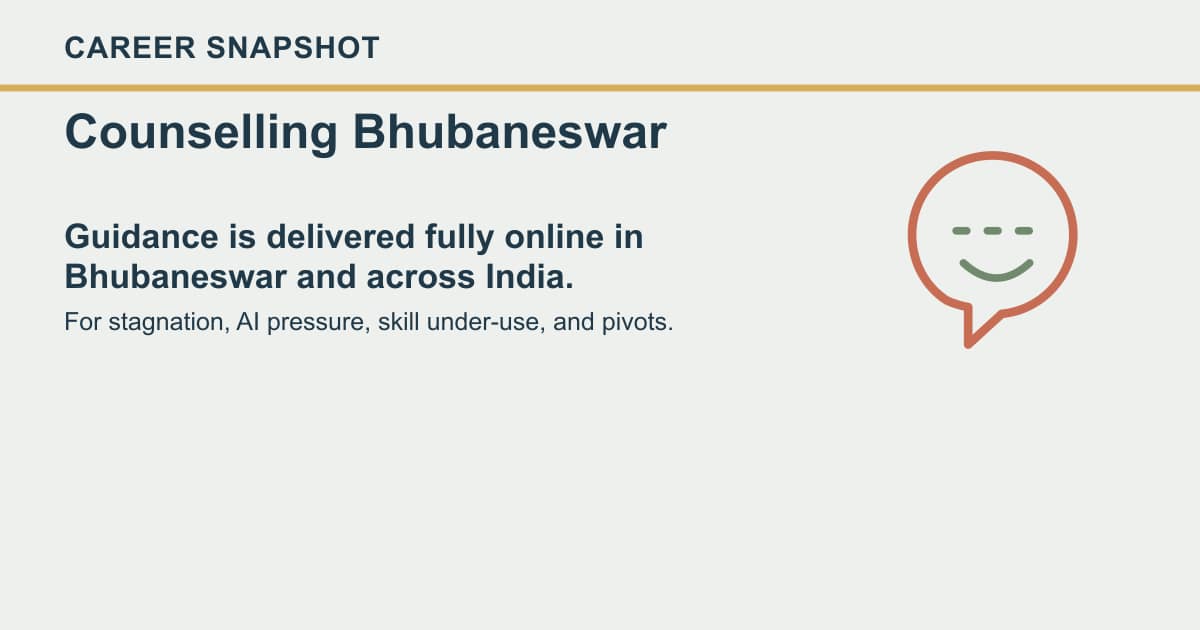 CAREER SNAPSHOT
Counselling Bhubaneswar
Guidance is delivered fully online in
Bhubaneswar and across India.
For stagnation, AI pressure, skill under-use, and pivots.